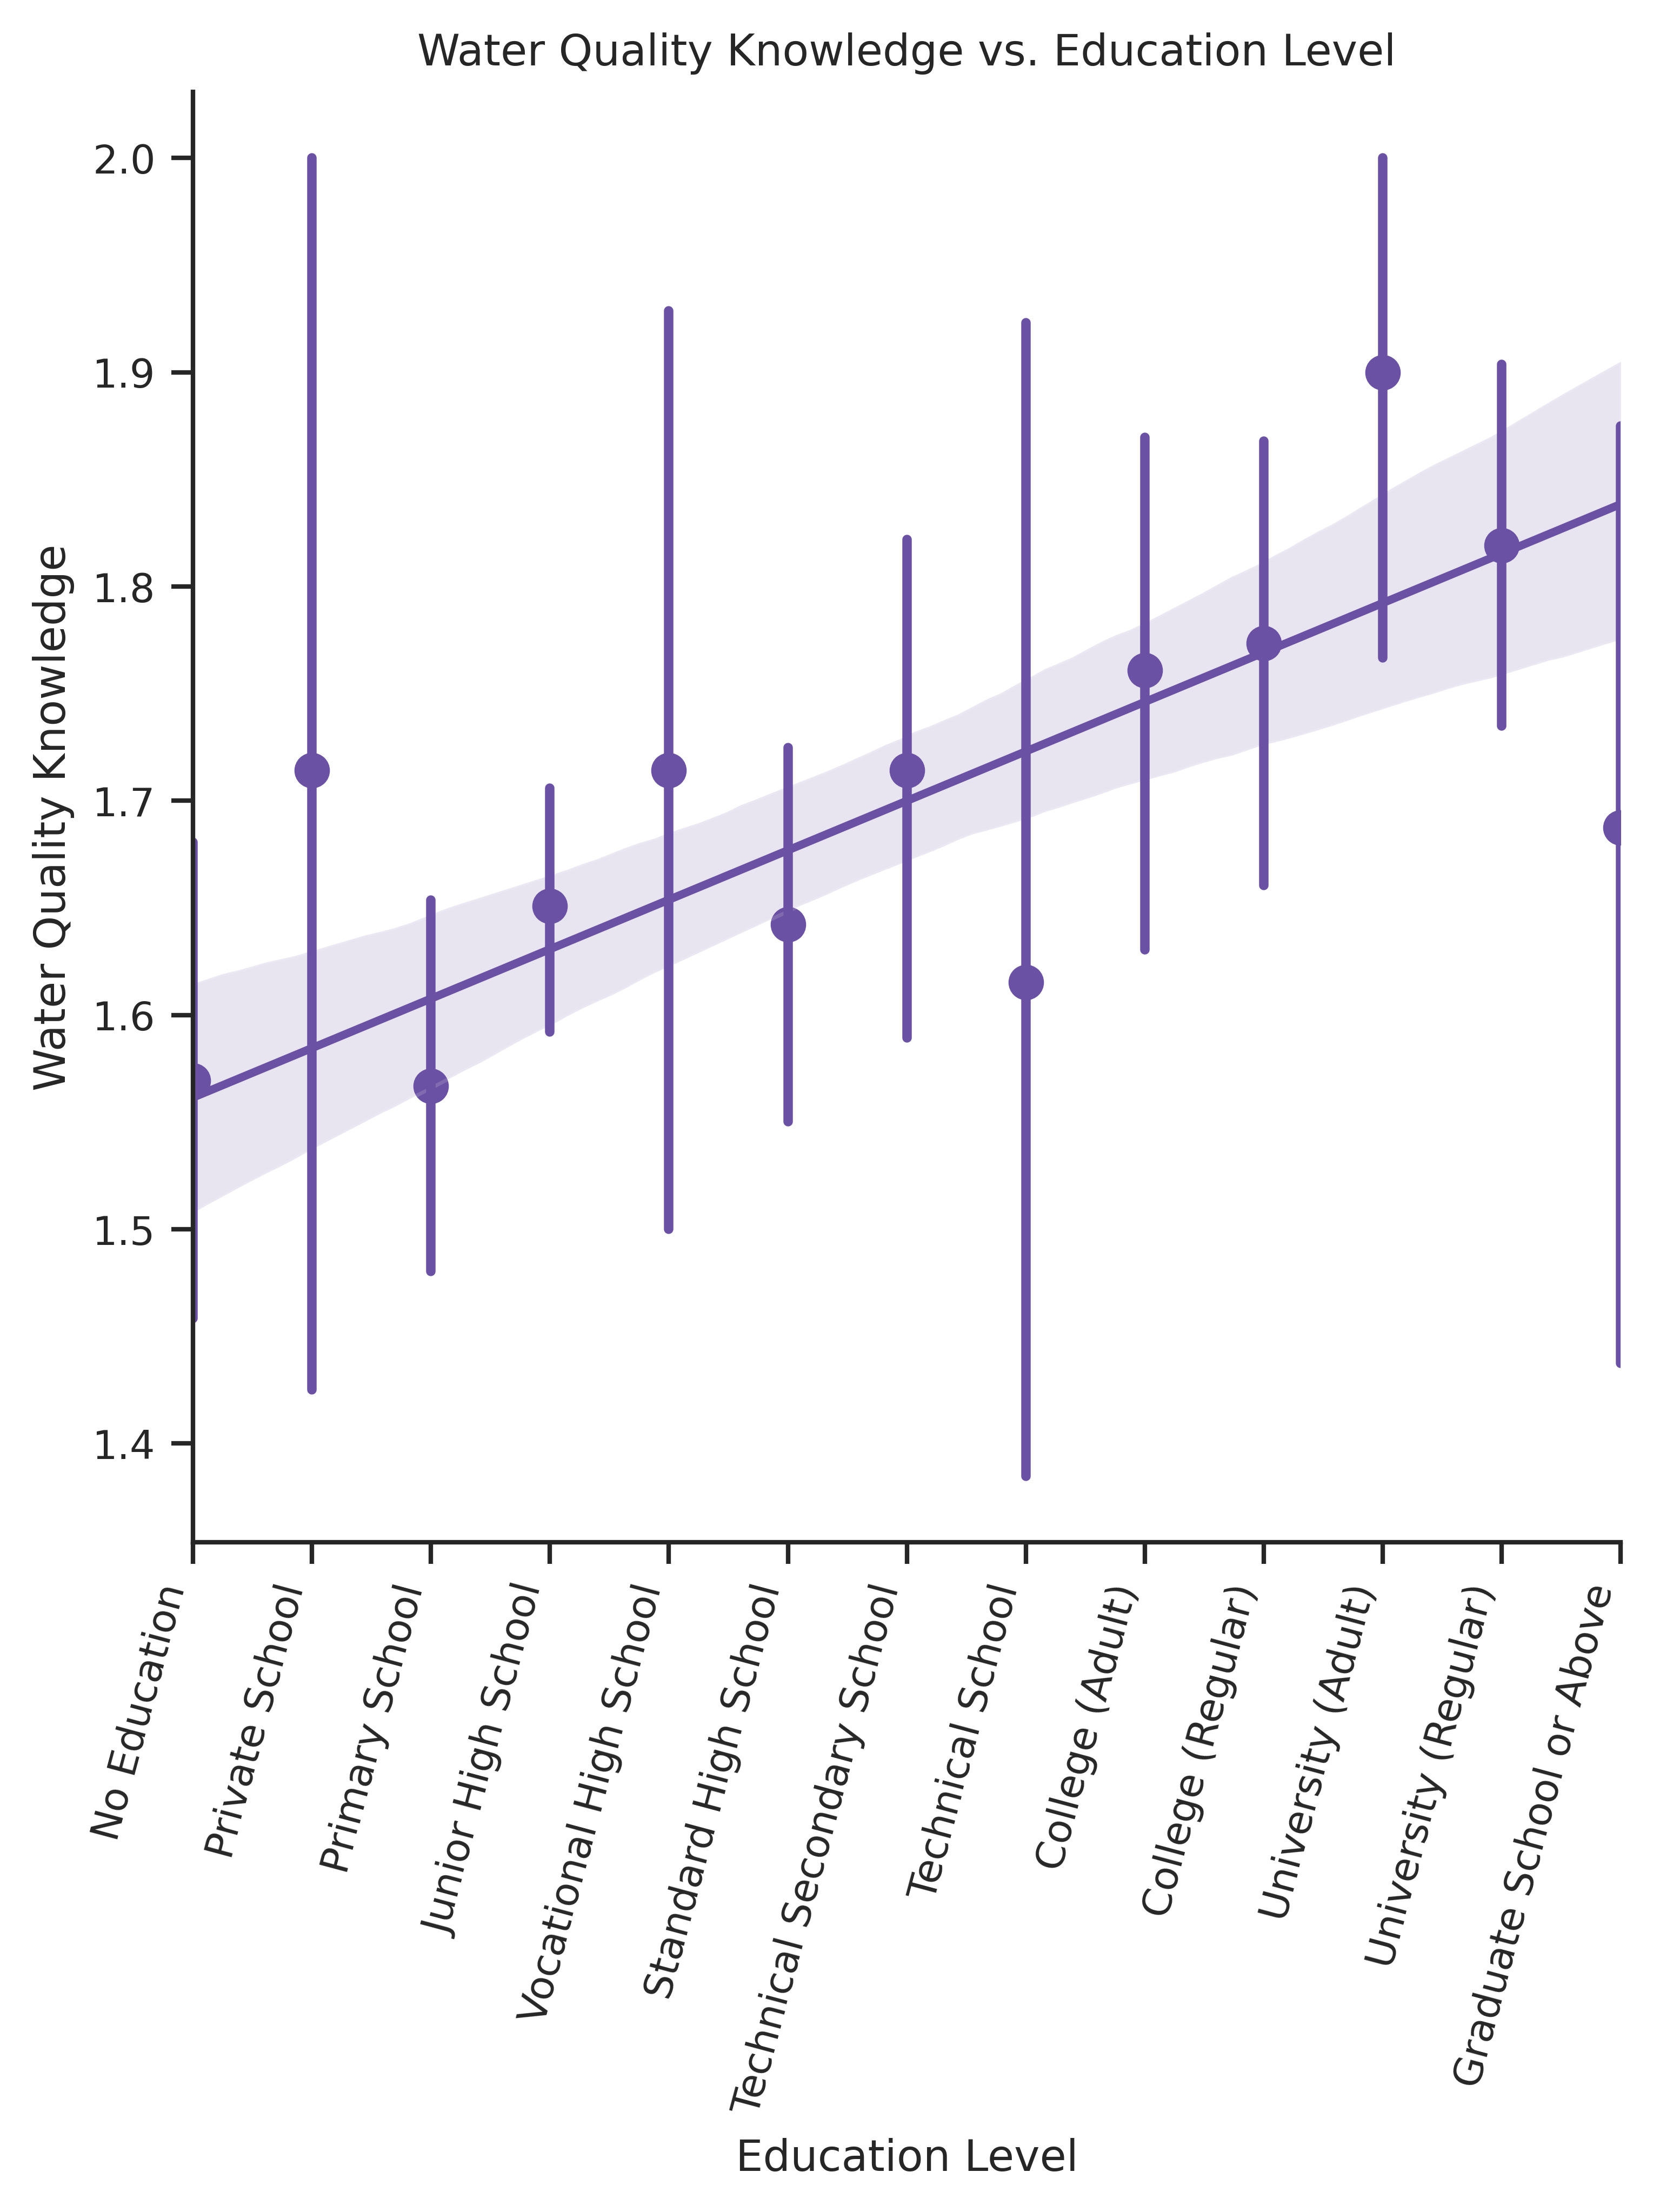 Water Quality Knowledge vs. Education Level
Water Quality Knowledge
2.0
1.9
1.8
1.7
1.6
1.5
1.4
No Education
Private School
Primary School
Junior High School
Vocational High School
Standard High School
Technical Secondary School
Technical School
College (Adult)
College (Regular)
University (Adult)
University (Regular)
Graduate School or Above
Education Level